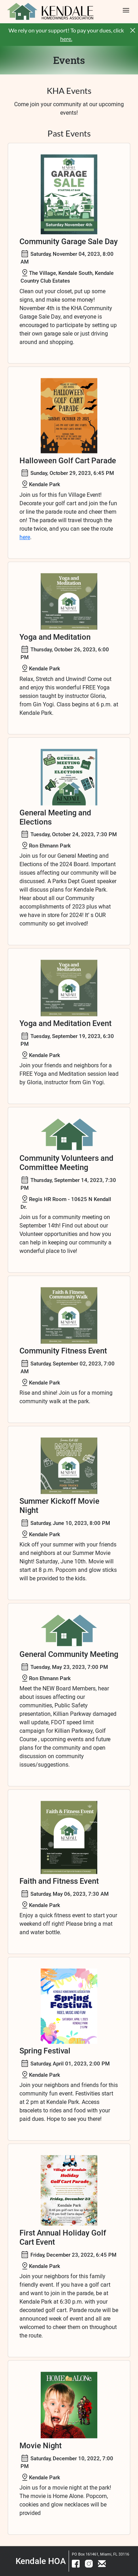 KENDALE
HOMEOWNERS ASSOCIATION
We rely on your support! To pay your dues, click
here.
Events
KHA Events
Come join your community at our upcoming
events!
Past Events
KENDALE
GARAGE
SALE
Saturday, November 4th
Community Garage Sale Day
Saturday, November 04, 2023, 8:00
AM
The Village, Kendale South, Kendale
Country Club Estates
Clean out your closet, put up some
signs, and make some money!
November 4th is the KHA Community
Garage Sale Day, and everyone is
encouraged to participate by setting up
their own garage sale or just driving
around and shopping.
HALLOWEEN
GOLF CART
PARADE
Halloween Golf Cart Parade
Sunday, October 29, 2023, 6:45 PM
Kendale Park
Join us for this fun Village Event!
Decorate your golf cart and join the fun
or line the parade route and cheer them
on! The parade will wind through the
route twice, and you can see the route
here.
Yoga and
Meditation
KENDALE
Yoga and Meditation
Thursday, October 26, 2023, 6:00
PM
Kendale Park
Relax, Stretch and Unwind! Come out
and enjoy this wonderful FREE Yoga
session taught by instructor Gloria,
from Gin Yogi. Class begins at 6 p.m. at
Kendale Park.
GENERAL
MEETING AND
ELECTIONS
KENDALE
General Meeting and
Elections
Tuesday, October 24, 2023, 7:30 PM
Ron Ehmann Park
Join us for our General Meeting and
Elections of the 2024 Board. Important
issues affecting our community will be
discussed. A Parks Dept Guest speaker
will discuss plans for Kendale Park.
Hear about all our Community
accomplishments of 2023 plus what
we have in store for 2024! It' s OUR
community so get involved!
Yoga and
Meditation
KENDALE
Yoga and Meditation Event
Tuesday, September 19, 2023, 6:30
PM
Kendale Park
Join your friends and neighbors for a
FREE Yoga and Meditation session lead
by Gloria, instructor from Gin Yogi.
Community Volunteers and
Committee Meeting
Thursday, September 14, 2023, 7:30
PM
Regis HR Room - 10625 N Kendall
Dr.
Join us for a community meeting on
September 14th! Find out about our
Volunteer opportunities and how you
can help in keeping our community a
wonderful place to live!
Faith & Fitness
Community Walk
KENDALE
Community Fitness Event
Saturday, September 02, 2023, 7:00
AM
Kendale Park
Rise and shine! Join us for a morning
community walk at the park.
MOVIE
NIGHT
KENDALE
Summer Kickoff Movie
Night
Saturday, June 10, 2023, 8:00 PM
Kendale Park
Kick off your summer with your friends
and neighbors at our Summer Movie
Night! Saturday, June 10th. Movie will
start at 8 p.m. Popcorn and glow sticks
will be provided to the kids.
General Community Meeting
Tuesday, May 23, 2023, 7:00 PM
Ron Ehmann Park
Meet the NEW Board Members, hear
about issues affecting our
communities, Public Safety
presentation, Killian Parkway damaged
wall update, FDOT speed limit
campaign for Killian Parkway, Golf
Course , upcoming events and future
plans for the community and open
discussion on community
issues/suggestions.
Faith & Fitness Event
KENDALE
Faith and Fitness Event
Saturday, May 06, 2023, 7:30 AM
Kendale Park
Enjoy a quick fitness event to start your
weekend off right! Please bring a mat
and water bottle.
Spring
Festival
Spring Festival
Saturday, April 01, 2023, 2:00 PM
Kendale Park
Join your neighbors and friends for this
community fun event. Festivities start
at 2 pm at Kendale Park. Access
bracelets to rides and food with your
paid dues. Hope to see you there!
Holiday
Golf Cart Parade
Friday, December 23
First Annual Holiday Golf
Cart Event
Friday, December 23, 2022, 6:45 PM
Kendale Park
Join your neighbors for this family
friendly event. If you have a golf cart
and want to join in the parade, be at
Kendale Park at 6:30 p.m. with your
decorated golf cart. Parade route will be
announced next week and all are
welcomed to cheer them on throughout
the route.
HOME ALONE
Movie Night
Saturday, December 10, 2022, 7:00
PM
Kendale Park
Join us for a movie night at the park!
The movie is Home Alone. Popcorn,
cookies and glow necklaces will be
provided
Kendale HOA
PO Box 161461, Miami, FL 33116